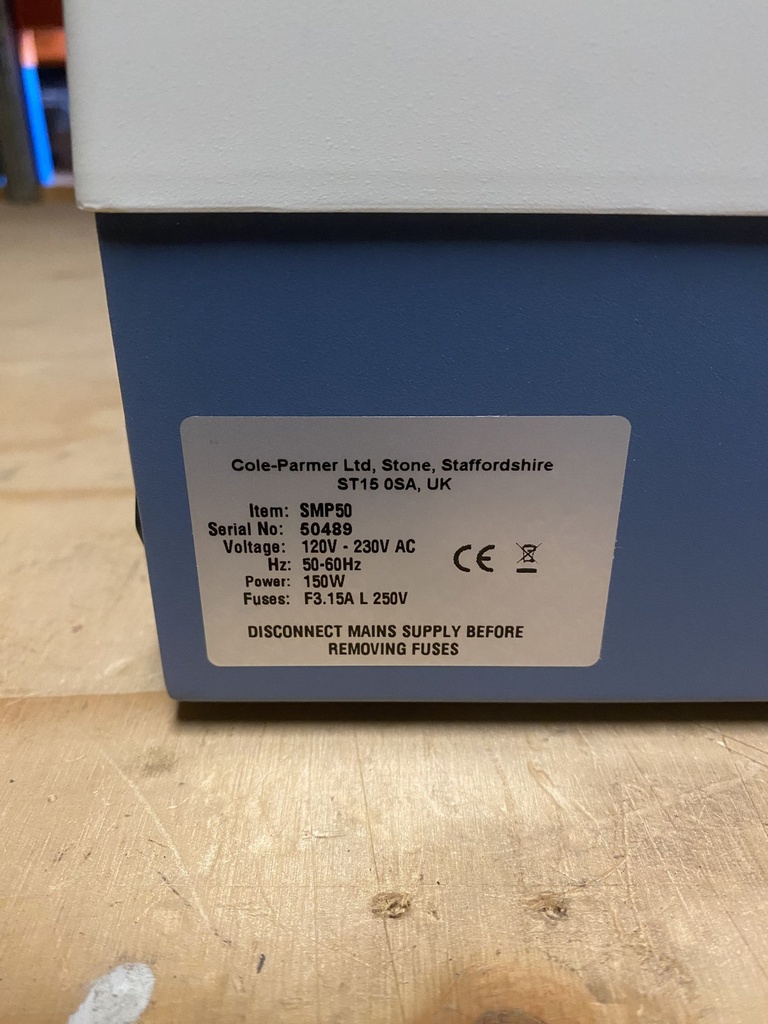 Cole-Parmer Ltd, Stone, Staffordshire
ST15 0SA, UK
Item: SMP50
Serial No: 50489
Voltage: 120V - 230V AC
Hz: 50-60Hz
Power: 150W
Fuses: F3.15A L 250V
CE
DISCONNECT MAINS SUPPLY BEFORE
REMOVING FUSES